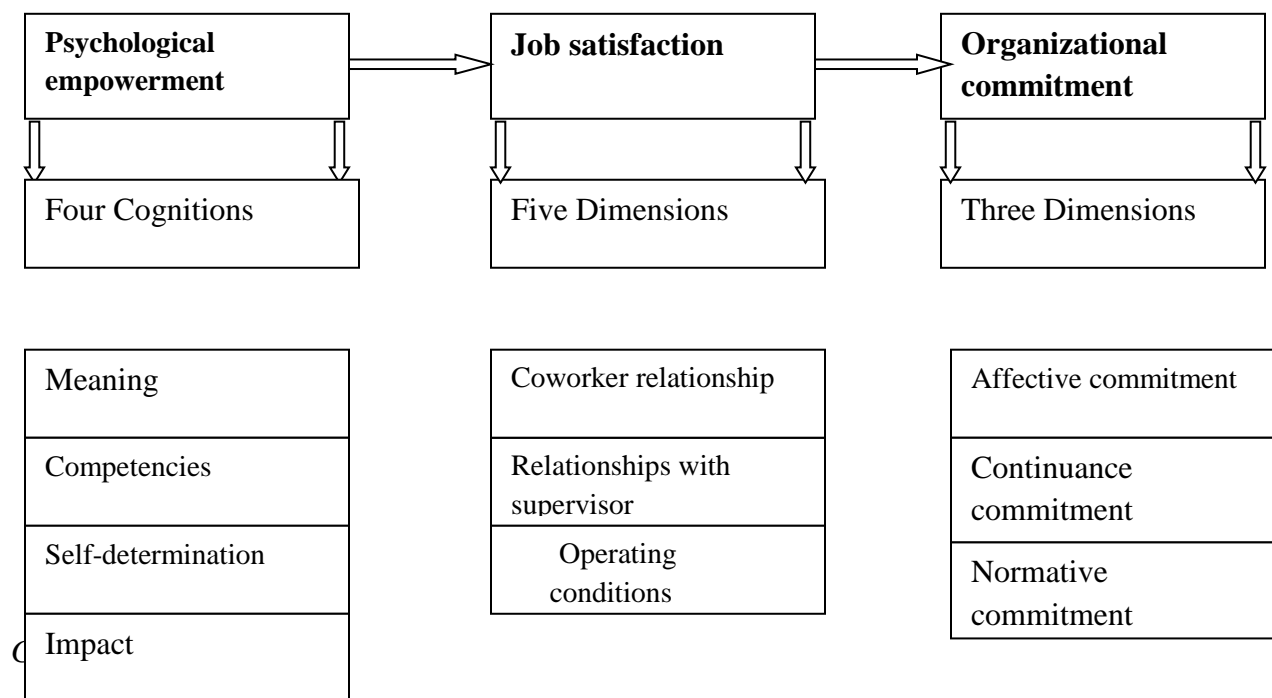 Psychological
empowerment
Job satisfaction
Organizational
commitment
Four Cognitions
Five Dimensions
Three Dimensions
Meaning
Competencies
Self-determination
Impact
Coworker relationship
Relationships with
supervisor
Operating
conditions
Affective commitment
Continuance
commitment
Normative
commitment